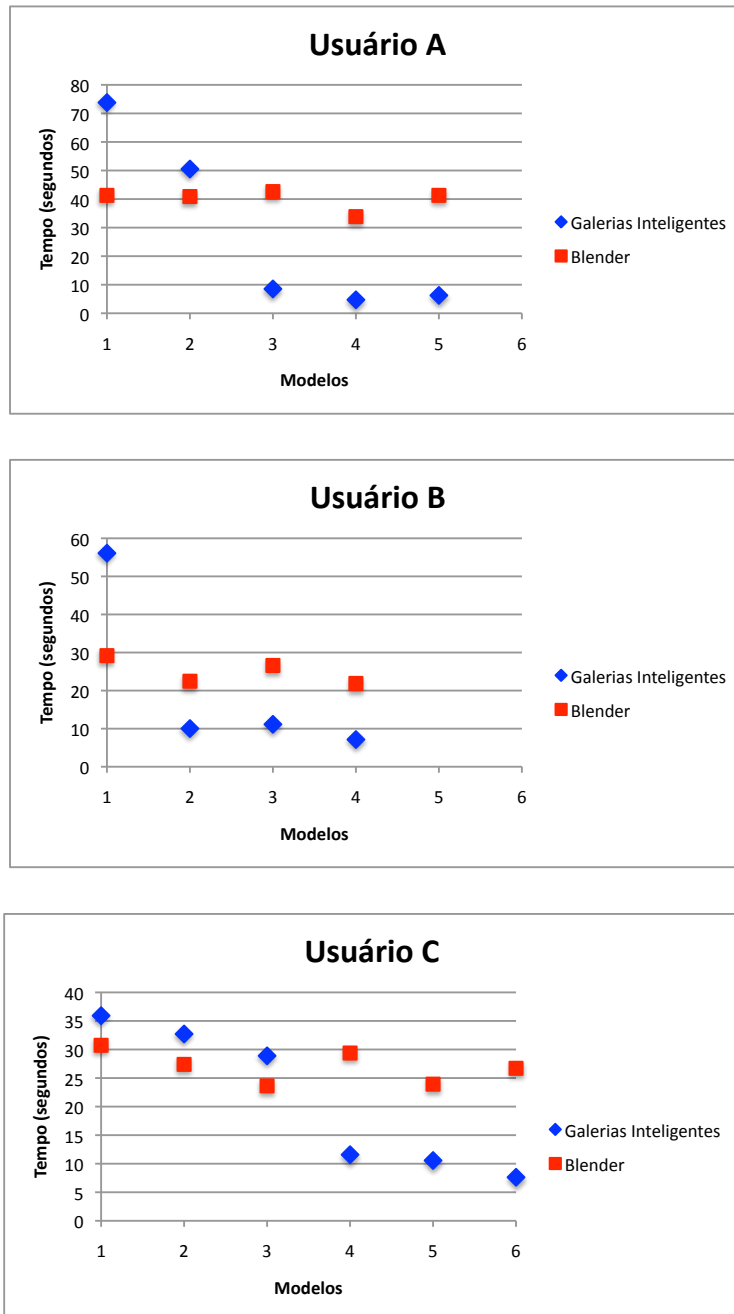 Usuário A
80
70
60
50
40
30
20
10
0
Tempo (segundos)
1 2 3 4 5 6
Modelos
Galerias Inteligentes
Blender
Usuário B
60
50
40
30
20
10
0
Tempo (segundos)
1 2 3 4 5 6
Modelos
Galerias Inteligentes
Blender
Usuário C
40
35
30
25
20
15
10
5
0
Tempo (segundos)
1 2 3 4 5 6
Modelos
Galerias Inteligentes
Blender